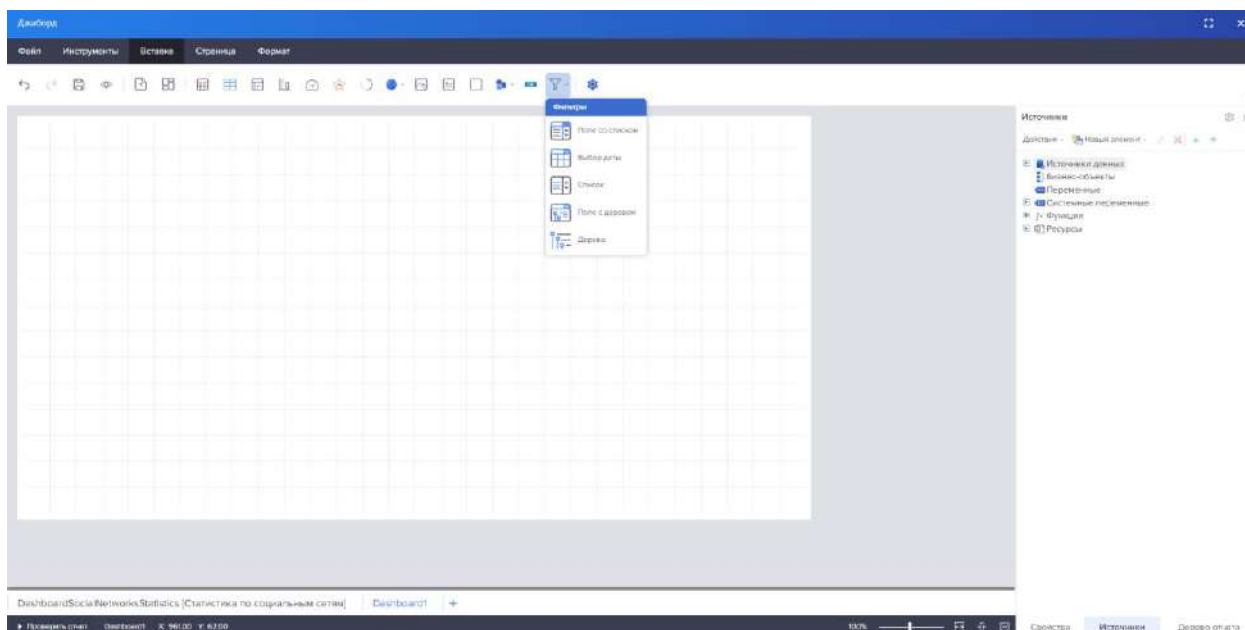 Дашборд
Файл Инструменты Вставка Страница Формат
Фильтры
Поле со списком
Выбор даты
Список
Поле с деревом
Дерево
Источники
Действия Новый элемент
Источники данных
Бизнес-объекты
Переменные
Системные переменные
Функции
Ресурсы
DashboardSocialNetworksStatistics [Статистика по социальным сетям] Dashboard1 +
Проверить отчет Dashboard1 X: 961.00 Y: 67.00 100% Свойства Источники Дерево отчета